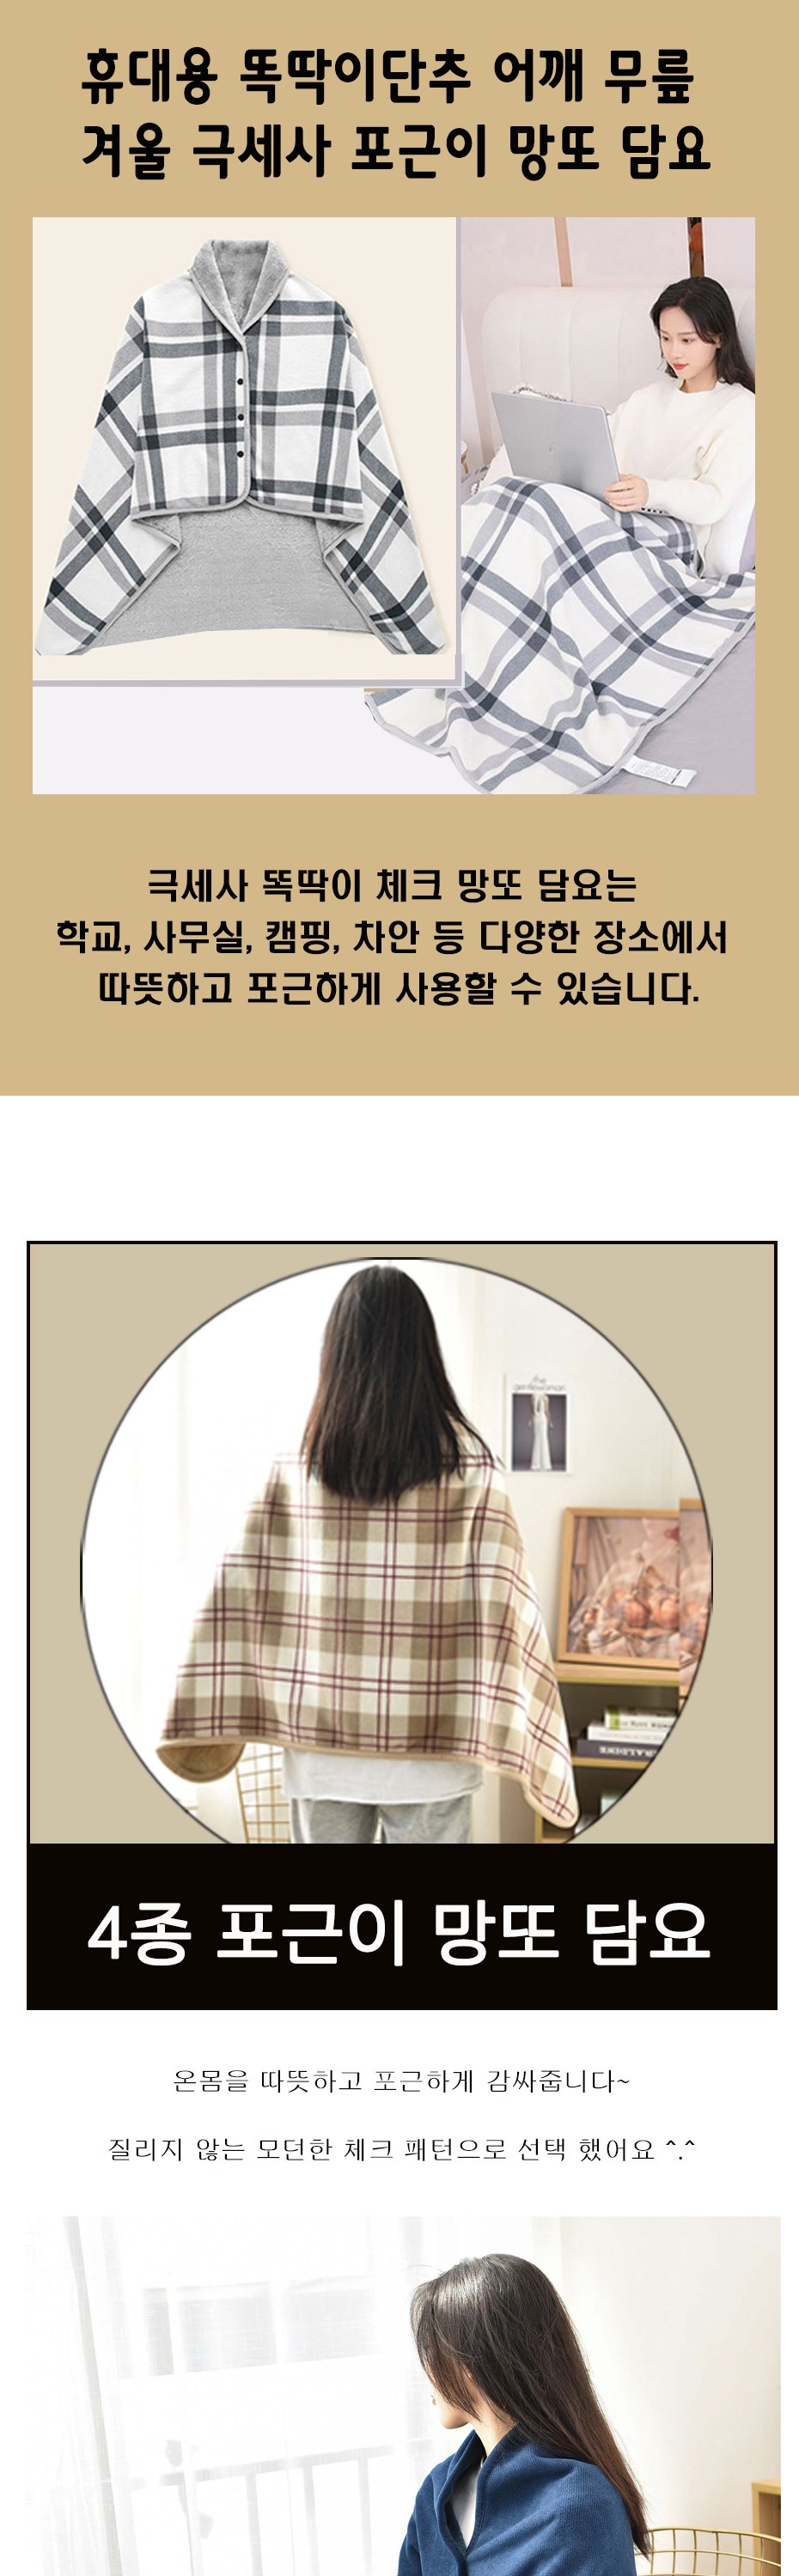 휴대용 똑딱이단추 어깨 무릎
겨울 극세사 포근이 망또 담요
극세사 똑딱이 체크 망또 담요는
학교, 사무실, 캠핑, 차안 등 다양한 장소에서
따뜻하고 포근하게 사용할 수 있습니다.
the
gentlewoman
4종 포근이 망또 담요
온몸을 따뜻하고 포근하게 감싸줍니다~
질리지 않는 모던한 체크 패턴으로 선택 했어요 ^.^